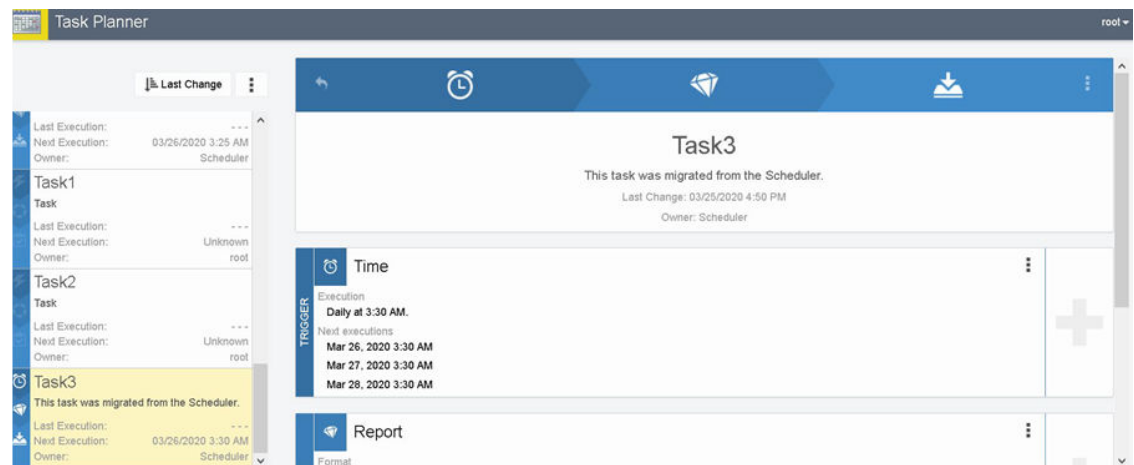 Task Planner
root
Last Change
Last Execution: ---
Next Execution: 03/26/2020 3:25 AM
Owner: Scheduler
Task1
Task
Last Execution: ---
Next Execution: Unknown
Owner: root
Task2
Task
Last Execution: ---
Next Execution: Unknown
Owner: root
Task3
This task was migrated from the Scheduler.
Last Execution: ---
Next Execution: 03/26/2020 3:30 AM
Owner: Scheduler
Task3
This task was migrated from the Scheduler.
Last Change: 03/25/2020 4:50 PM
Owner: Scheduler
TRIGGER
Time
Execution
Daily at 3:30 AM.
Next executions
Mar 26, 2020 3:30 AM
Mar 27, 2020 3:30 AM
Mar 28, 2020 3:30 AM
Report
Format